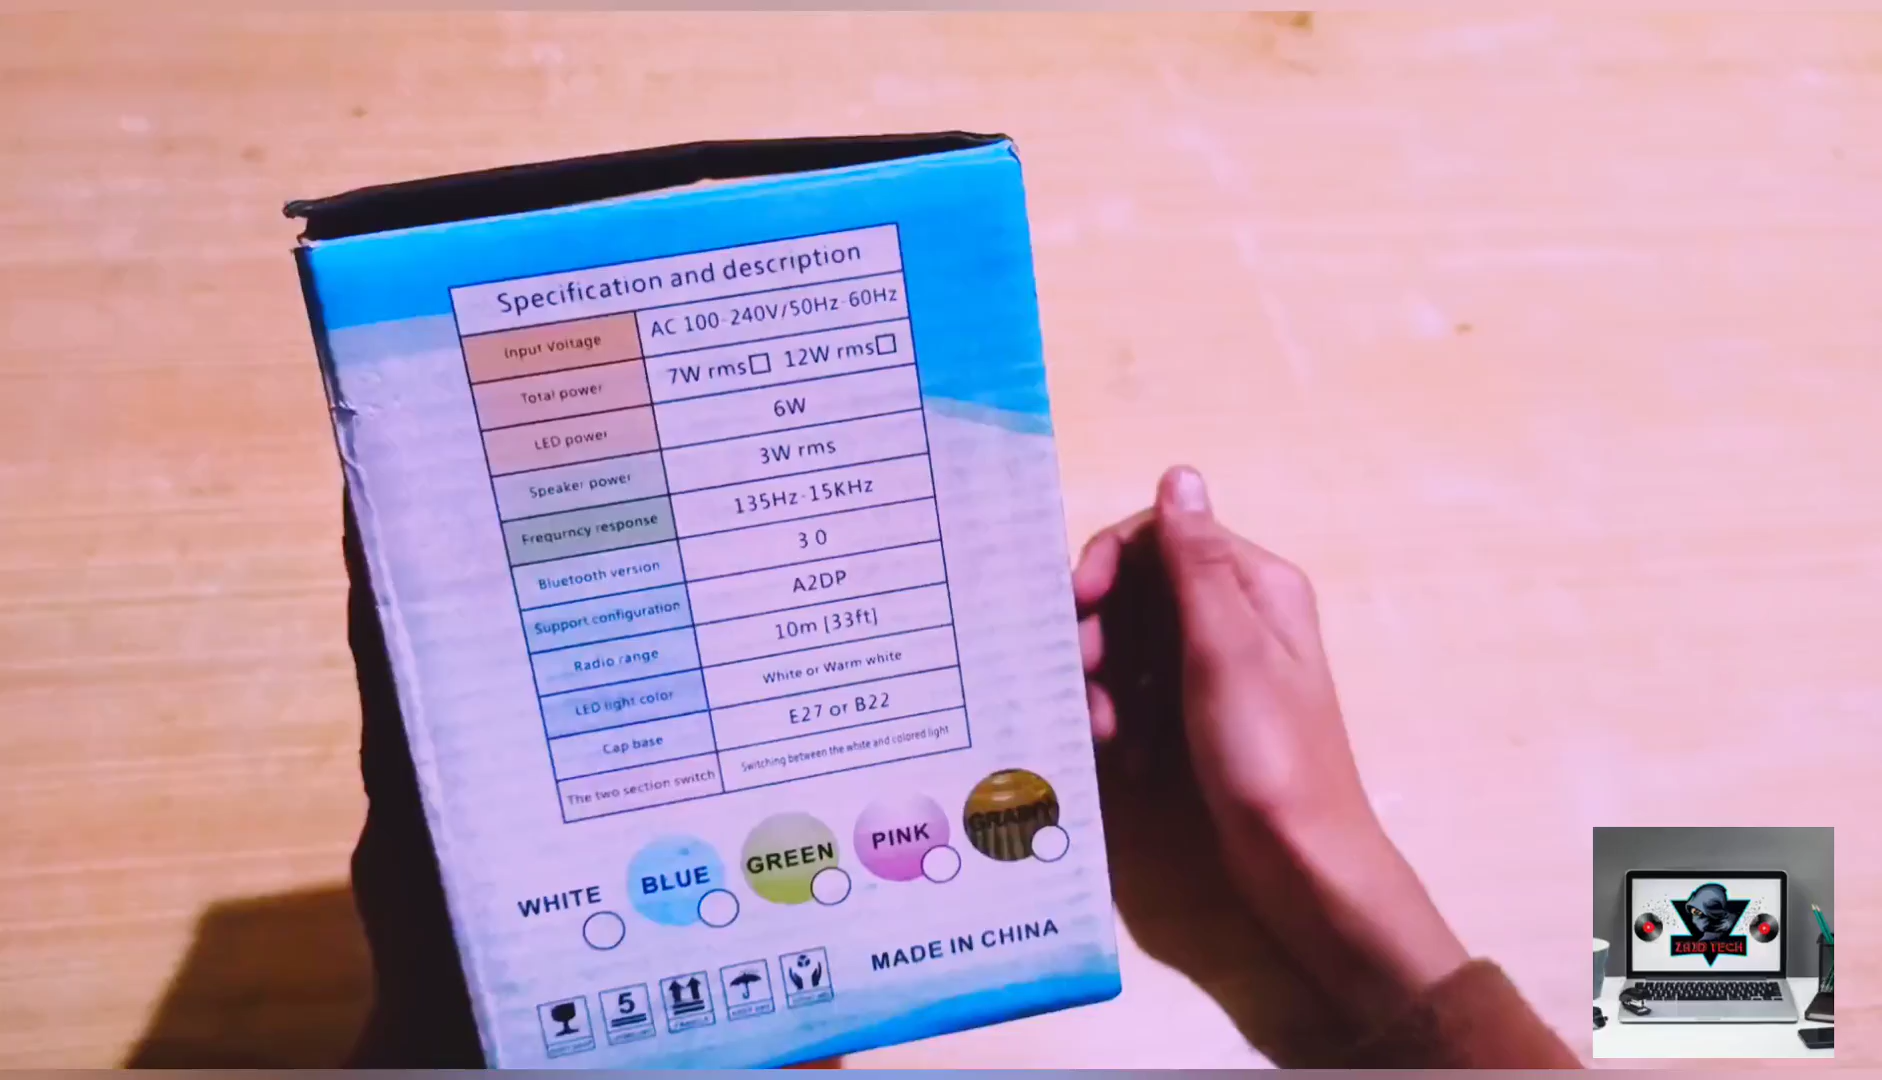 Specification and description
Input Voltage AC 100-240V/50Hz-60Hz
Total power 7W rms 12W rms
LED power 6W
Speaker power 3W rms
Frequrncy response 135Hz-15KHz
Bluetooth version 3 0
Support configuration A2DP
Radio range 10m [33ft]
LED light color White or Warm white
Cap base E27 or B22
The two section switch Switching between the white and colored light
WHITE BLUE GREEN PINK
5
MADE IN CHINA
ZAID TECH